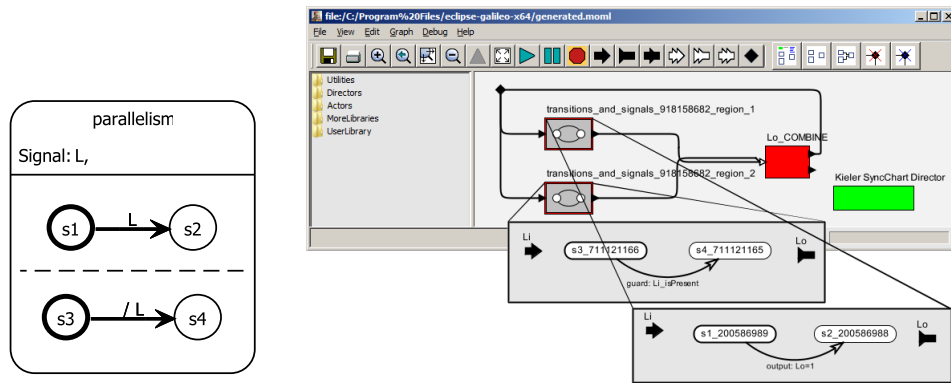 parallelism
Signal: L,
s1
L
s2
s3
/ L
s4
file:/C:/Program%20Files/eclipse-galileo-x64/generated.moml
File View Edit Graph Debug Help
Utilities
Directors
Actors
MoreLibraries
UserLibrary
transitions_and_signals_918158682_region_1
Lo_COMBINE
transitions_and_signals_918158682_region_2
Kieler SyncChart Director
Li
s3_711121166
s4_711121165
Lo
guard: Li_isPresent
Li
s1_200586989
s2_200586988
Lo
output: Lo=1